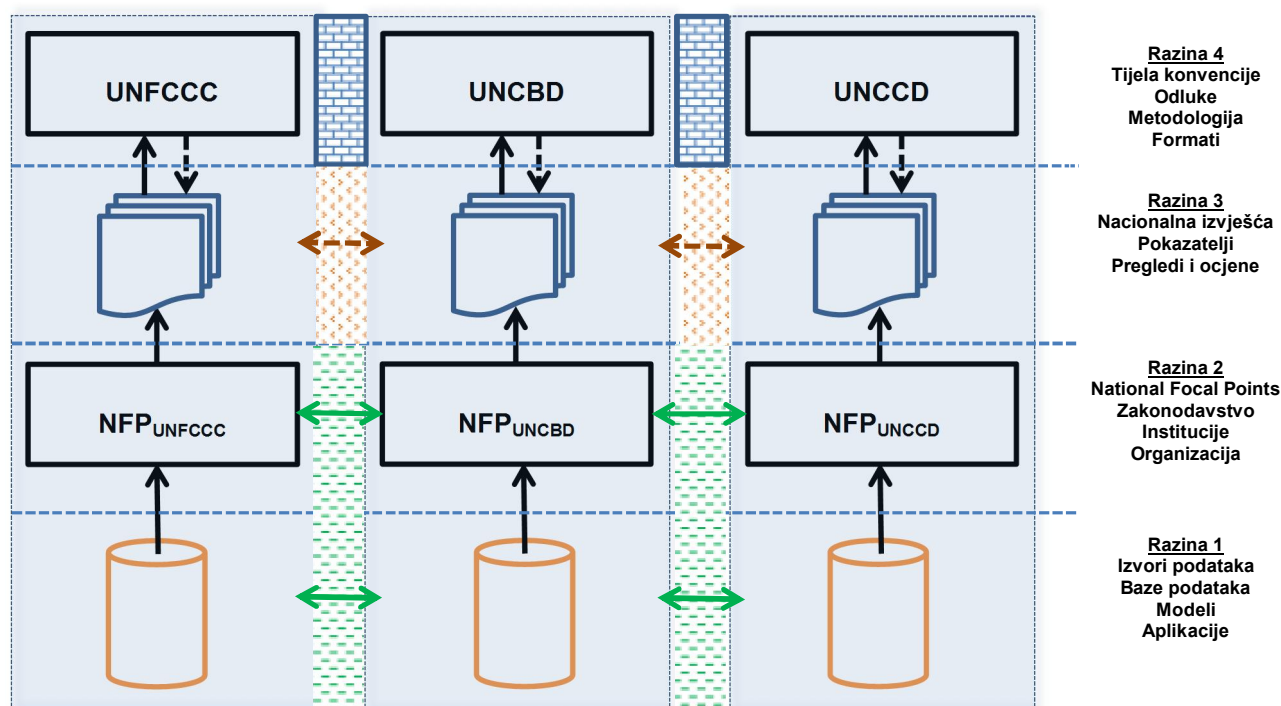 UNFCCC
UNCBD
UNCCD
Razina 4
Tijela konvencije
Odluke
Metodologija
Formati
Razina 3
Nacionalna izvješća
Pokazatelji
Pregledi i ocjene
NFPUNFCCC
NFPUNCBD
NFPUNCCD
Razina 2
National Focal Points
Zakonodavstvo
Institucije
Organizacija
Razina 1
Izvori podataka
Baze podataka
Modeli
Aplikacije